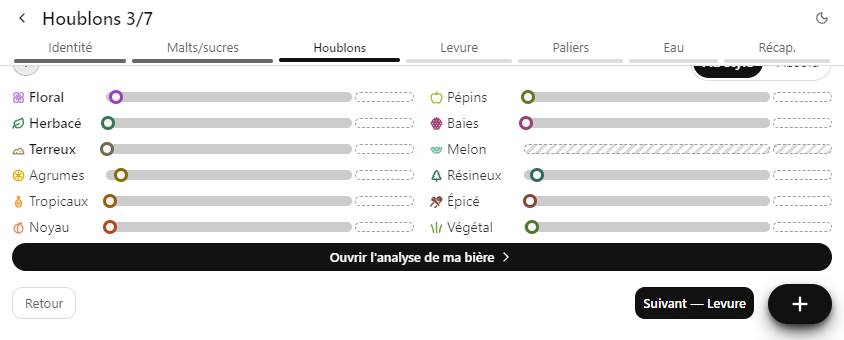 Houblons 3/7
Identité Malts/sucres Houblons Levure Paliers Eau Récap.
Floral Pépins
Herbacé Baies
Terreux Melon
Agrumes Résineux
Tropicaux Épicé
Noyau Végétal
Ouvrir l'analyse de ma bière
Retour Suivant — Levure